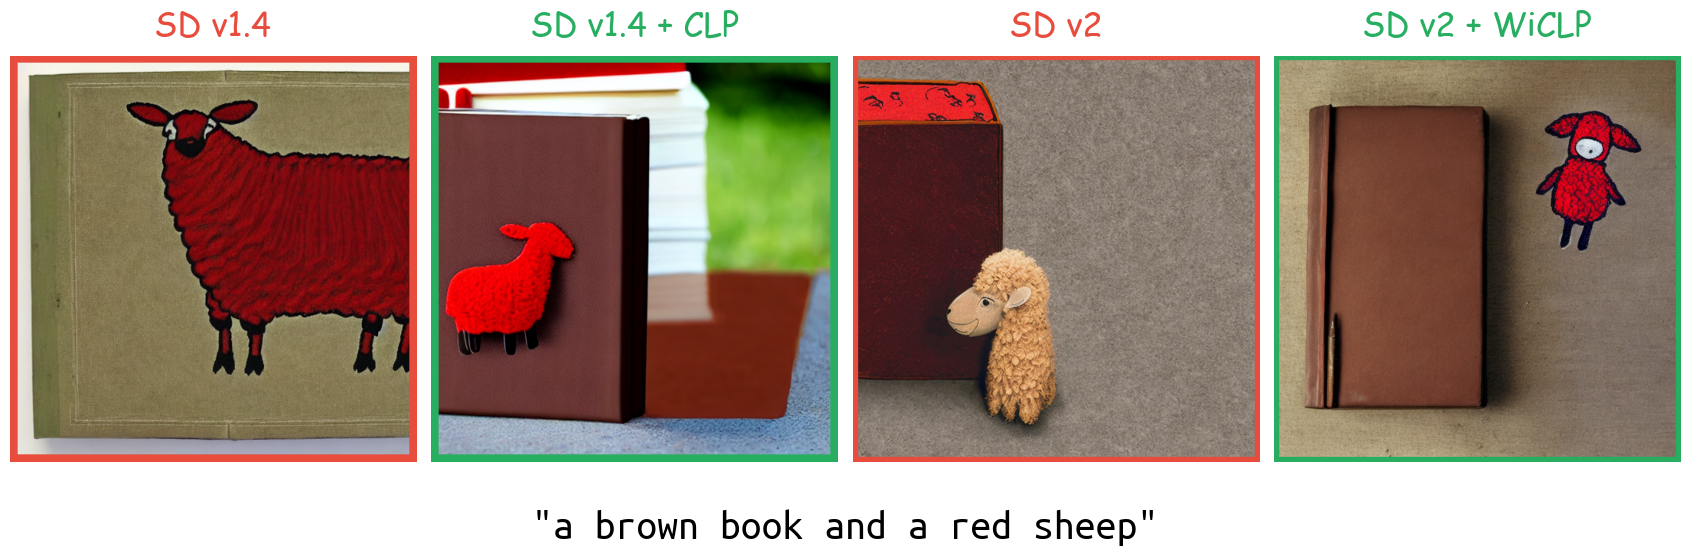 SD v1.4
SD v1.4 + CLP
SD v2
SD v2 + WiCLP
"a brown book and a red sheep"